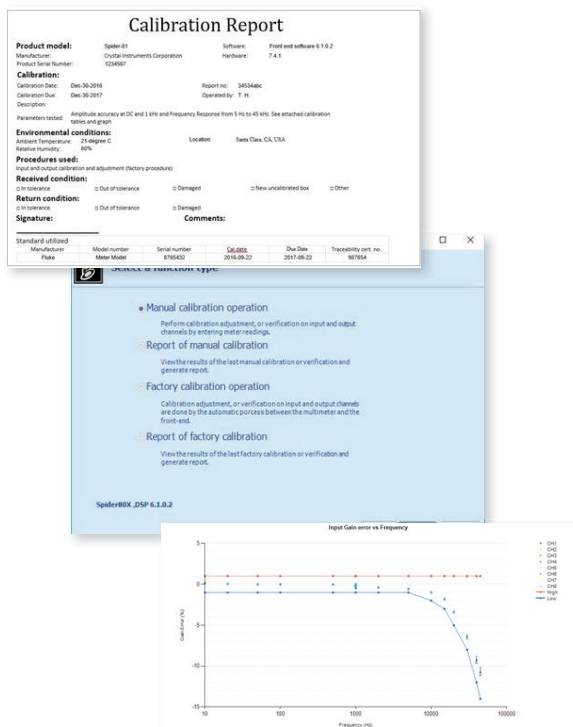 Calibration Report
Product model: Spider-81 Software: Front end software 6.1.0.2
Manufacturer: Crystal Instruments Corporation Hardware: 7.4.1
Product Serial Number: 1234567
Calibration:
Calibration Date: Dec-30-2016 Report no: 34534abc
Calibration Due: Dec-30-2017 Operated by: T. H.
Description:
Parameters tested: Amplitude accuracy at DC and 1 kHz and Frequency Response from 5 Hz to 45 kHz. See attached calibration
tables and graph
Environmental conditions:
Ambient Temperature: 21-degree C Location: Santa Clara, CA, USA
Relative Humidity: 60%
Procedures used:
Input and output calibration and adjustment (factory procedure)
Received condition:
□ In tolerance □ Out of tolerance □ Damaged □ New uncalibrated box □ Other
Return condition:
□ In tolerance □ Out of tolerance □ Damaged
Signature: Comments:
Standard utilized
Manufacturer Model number Serial number Cal.date Due Date Traceability cert. no.
Fluke Meter Model 8765432 2016-09-22 2017-09-22 987654
Select a function type
Manual calibration operation
Perform calibration adjustment, or verification on input and output
channels by entering meter readings.
Report of manual calibration
View the results of the last manual calibration or verification and
generate report.
Factory calibration operation
Calibration adjustment, or verification on input and output channels
are done by the automatic porcess between the multimeter and the
front-end.
Report of factory calibration
View the results of the last factory calibration or verification and
generate report.
Spider80X ,DSP 6.1.0.2
Input Gain error vs Frequency
CH1
CH2
CH3
CH4
CH5
CH6
CH7
CH8
High
Low
Gain Error (%)
5
0
-5
-10
-15
10 100 1000 10000 100000
Frequency (Hz)